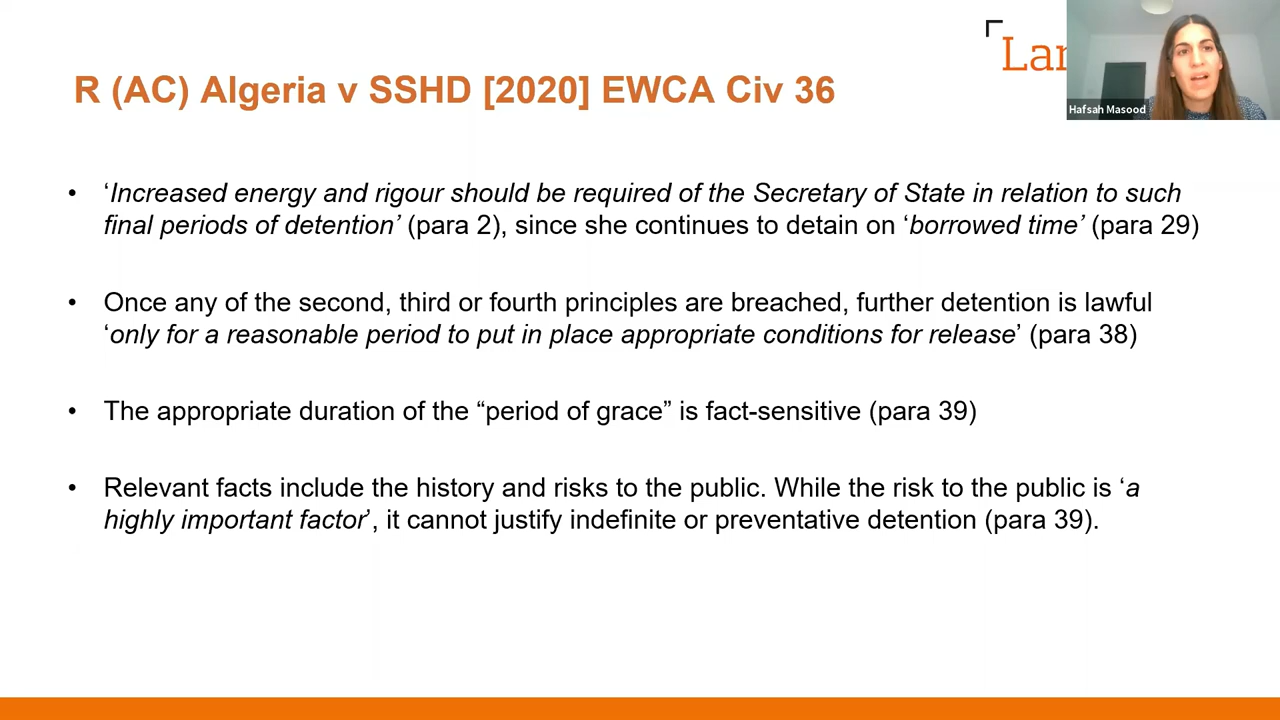 R (AC) Algeria v SSHD [2020] EWCA Civ 36
Lan
Hafsah Masood
• ‘Increased energy and rigour should be required of the Secretary of State in relation to such
final periods of detention’ (para 2), since she continues to detain on ‘borrowed time’ (para 29)
• Once any of the second, third or fourth principles are breached, further detention is lawful
‘only for a reasonable period to put in place appropriate conditions for release’ (para 38)
• The appropriate duration of the “period of grace” is fact-sensitive (para 39)
• Relevant facts include the history and risks to the public. While the risk to the public is ‘a
highly important factor’, it cannot justify indefinite or preventative detention (para 39).